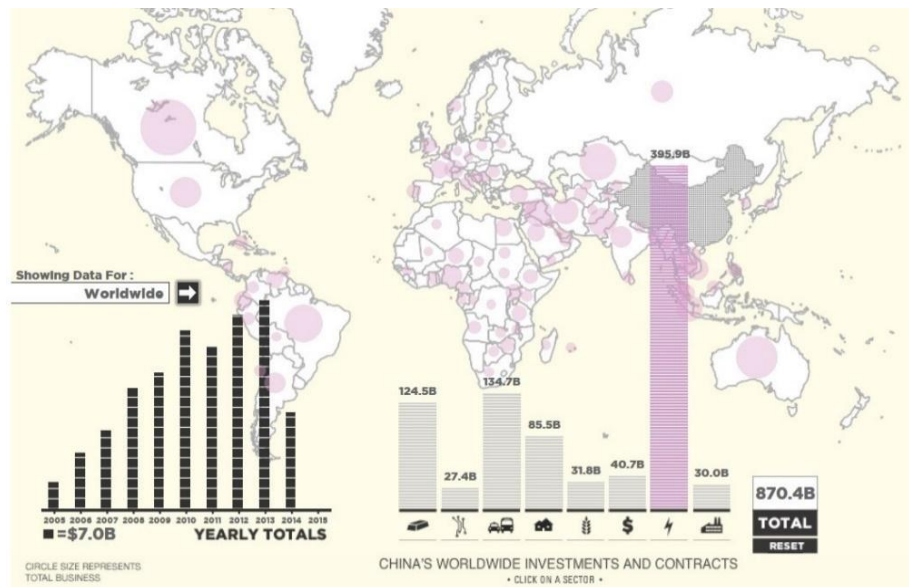 395.9B
Showing Data For :
Worldwide
124.5B
27.4B
134.7B
85.5B
31.8B
40.7B
30.0B
$
870.4B
TOTAL
RESET
2005 2006 2007 2008 2009 2010 2011 2012 2013 2014 2015
=$7.0B
YEARLY TOTALS
CIRCLE SIZE REPRESENTS
TOTAL BUSINESS
CHINA'S WORLDWIDE INVESTMENTS AND CONTRACTS
• CLICK ON A SECTOR •